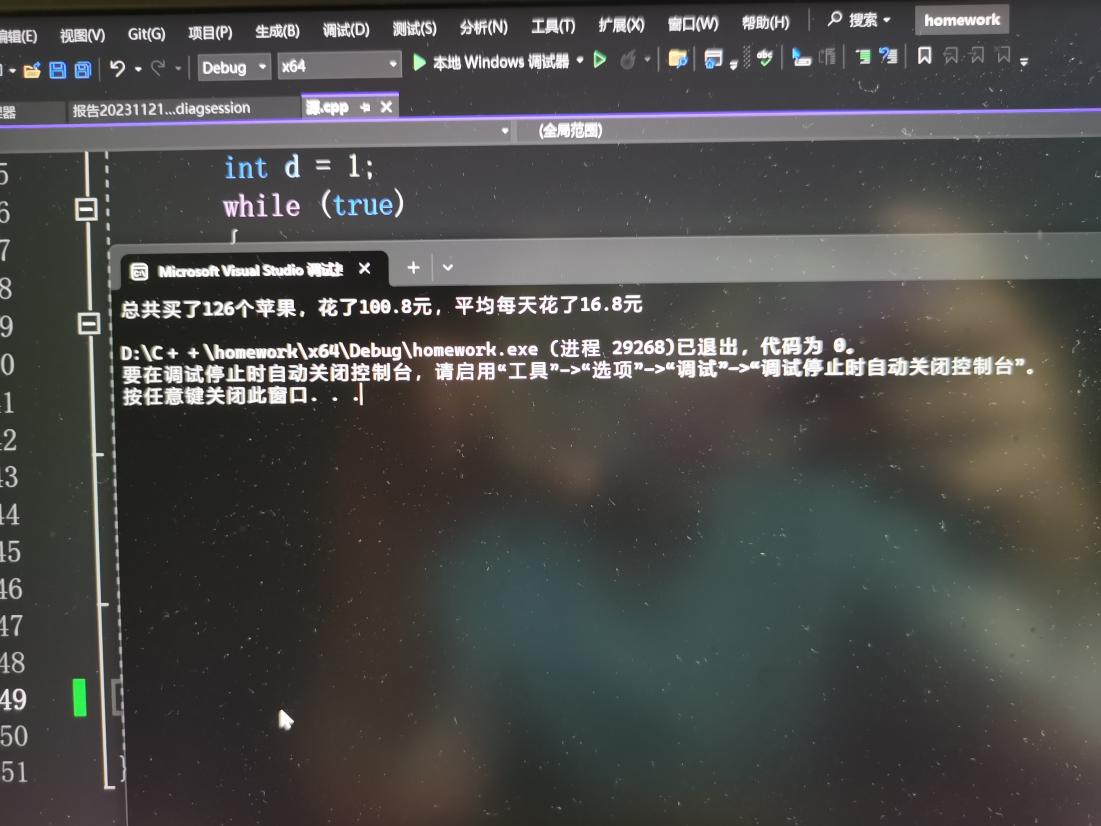 编辑(E) 视图(V) Git(G) 项目(P) 生成(B) 调试(D) 测试(S) 分析(N) 工具(T) 扩展(X) 窗口(W) 帮助(H) 搜索 homework
Debug x64 本地 Windows 调试器
报告20231121...diagsession 源.cpp
(全局范围)
int d = 1;
while (true)
{
Microsoft Visual Studio 调试控
总共买了126个苹果，花了100.8元，平均每天花了16.8元
D:\C++\homework\x64\Debug\homework.exe (进程 29268)已退出，代码为 0。
要在调试停止时自动关闭控制台，请启用“工具”->“选项”->“调试”->“调试停止时自动关闭控制台”。
按任意键关闭此窗口. . .
49
50
51